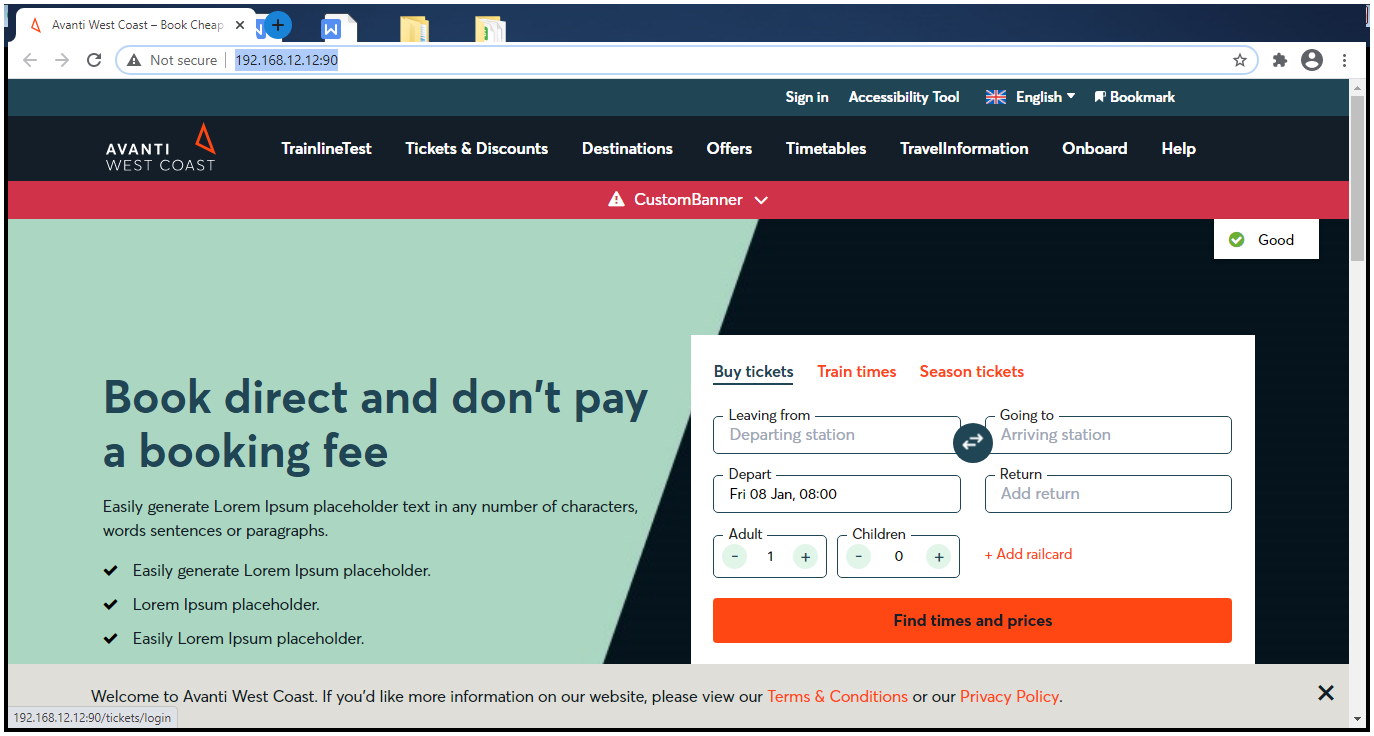 Avanti West Coast – Book Cheap
Not secure
192.168.12.12:90
Sign in
Accessibility Tool
English
Bookmark
AVANTI
WEST COAST
TrainlineTest
Tickets & Discounts
Destinations
Offers
Timetables
TravelInformation
Onboard
Help
CustomBanner
Good
Book direct and don't pay
a booking fee
Easily generate Lorem Ipsum placeholder text in any number of characters,
words sentences or paragraphs.
Easily generate Lorem Ipsum placeholder.
Lorem Ipsum placeholder.
Easily Lorem Ipsum placeholder.
Buy tickets
Train times
Season tickets
Leaving from
Departing station
Going to
Arriving station
Depart
Fri 08 Jan, 08:00
Return
Add return
Adult
- 1 +
Children
- 0 +
+ Add railcard
Find times and prices
Welcome to Avanti West Coast. If you'd like more information on our website, please view our Terms & Conditions or our Privacy Policy.
192.168.12.12:90/tickets/login